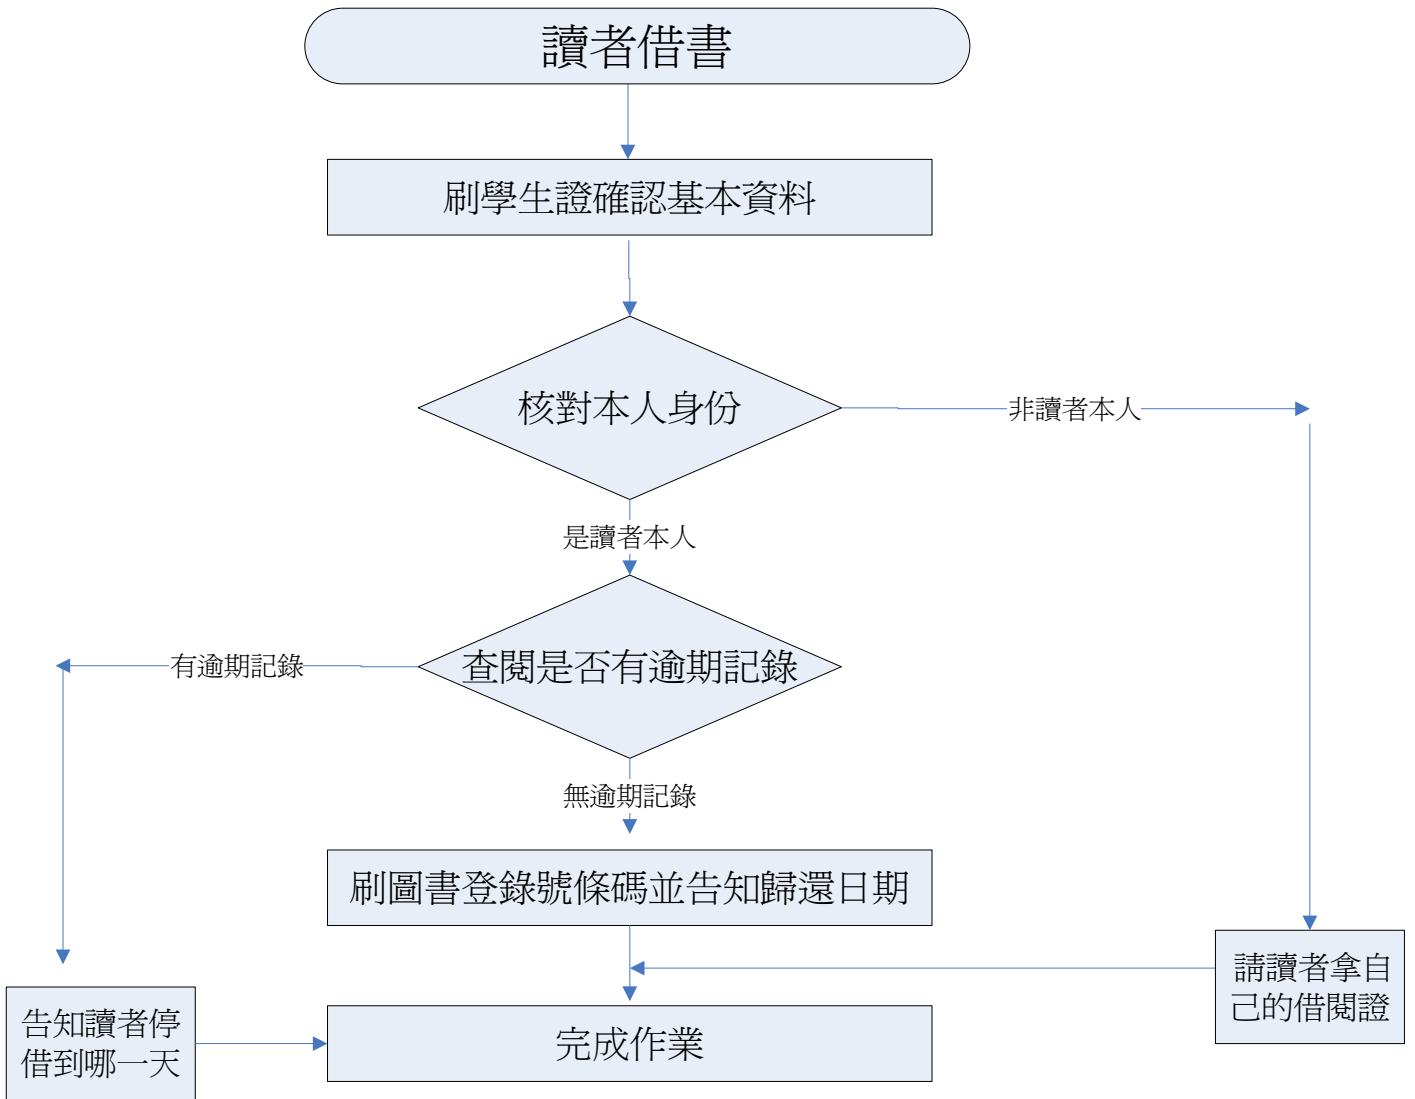 讀者借書
刷學生證確認基本資料
核對本人身份
非讀者本人
是讀者本人
查閱是否有逾期記錄
有逾期記錄
無逾期記錄
刷圖書登錄號條碼並告知歸還日期
請讀者拿自
己的借閱證
告知讀者停
借到哪一天
完成作業